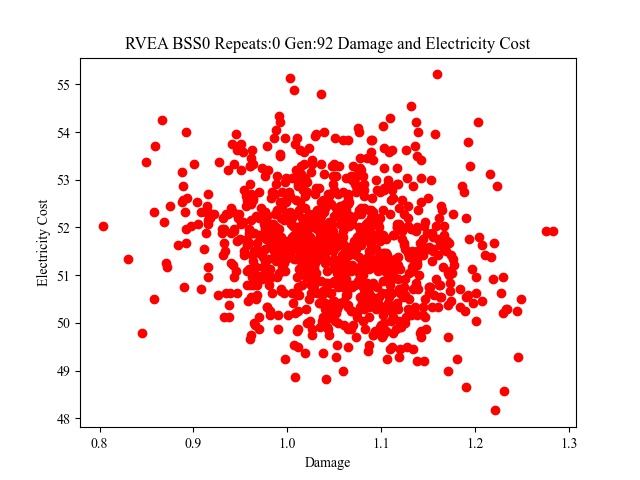 RVEA BSS0 Repeats:0 Gen:92 Damage and Electricity Cost
55
54
53
52
51
50
49
48
Electricity Cost
0.8 0.9 1.0 1.1 1.2 1.3
Damage